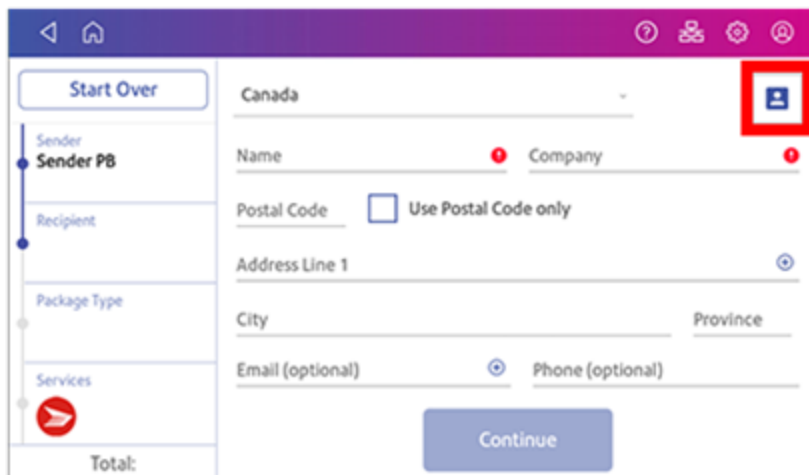 Start Over
Canada
Sender
Sender PB
Name
Company
Postal Code
Use Postal Code only
Recipient
Address Line 1
Package Type
City
Province
Email (optional)
Phone (optional)
Services
Continue
Total: